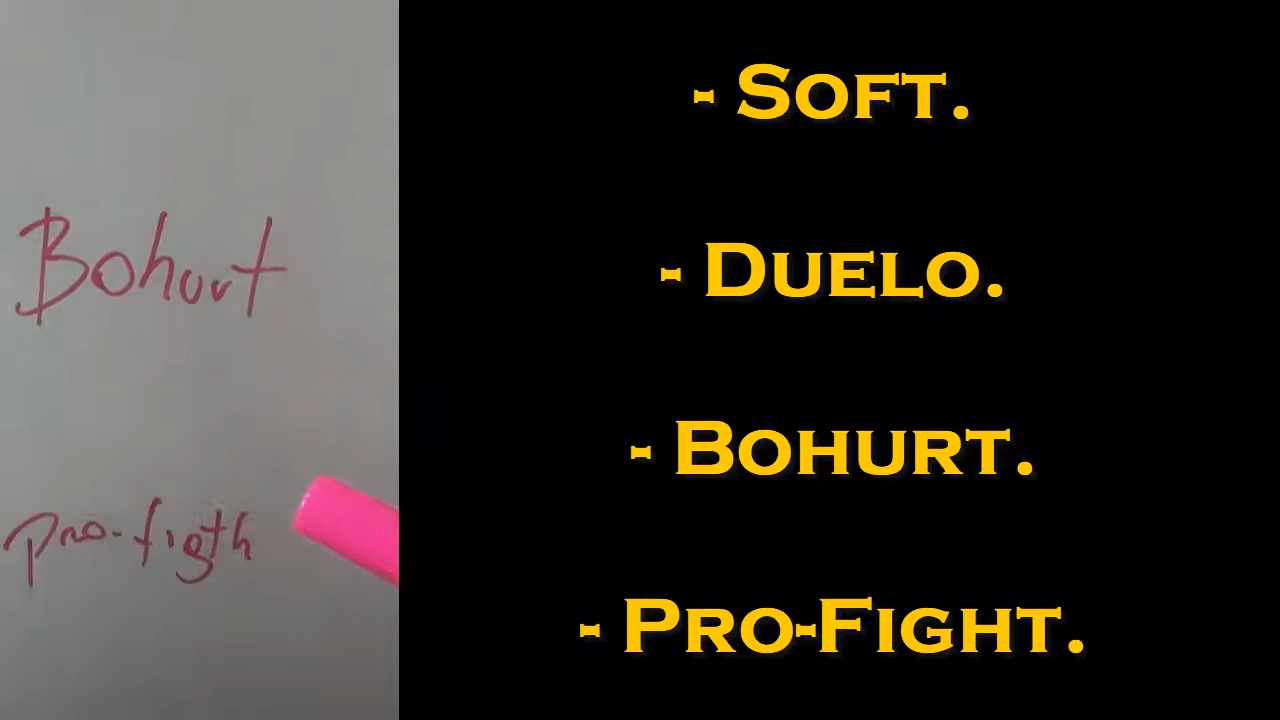 Bohurt
Pro-figth
- Soft.
- Duelo.
- Bohurt.
- Pro-Fight.